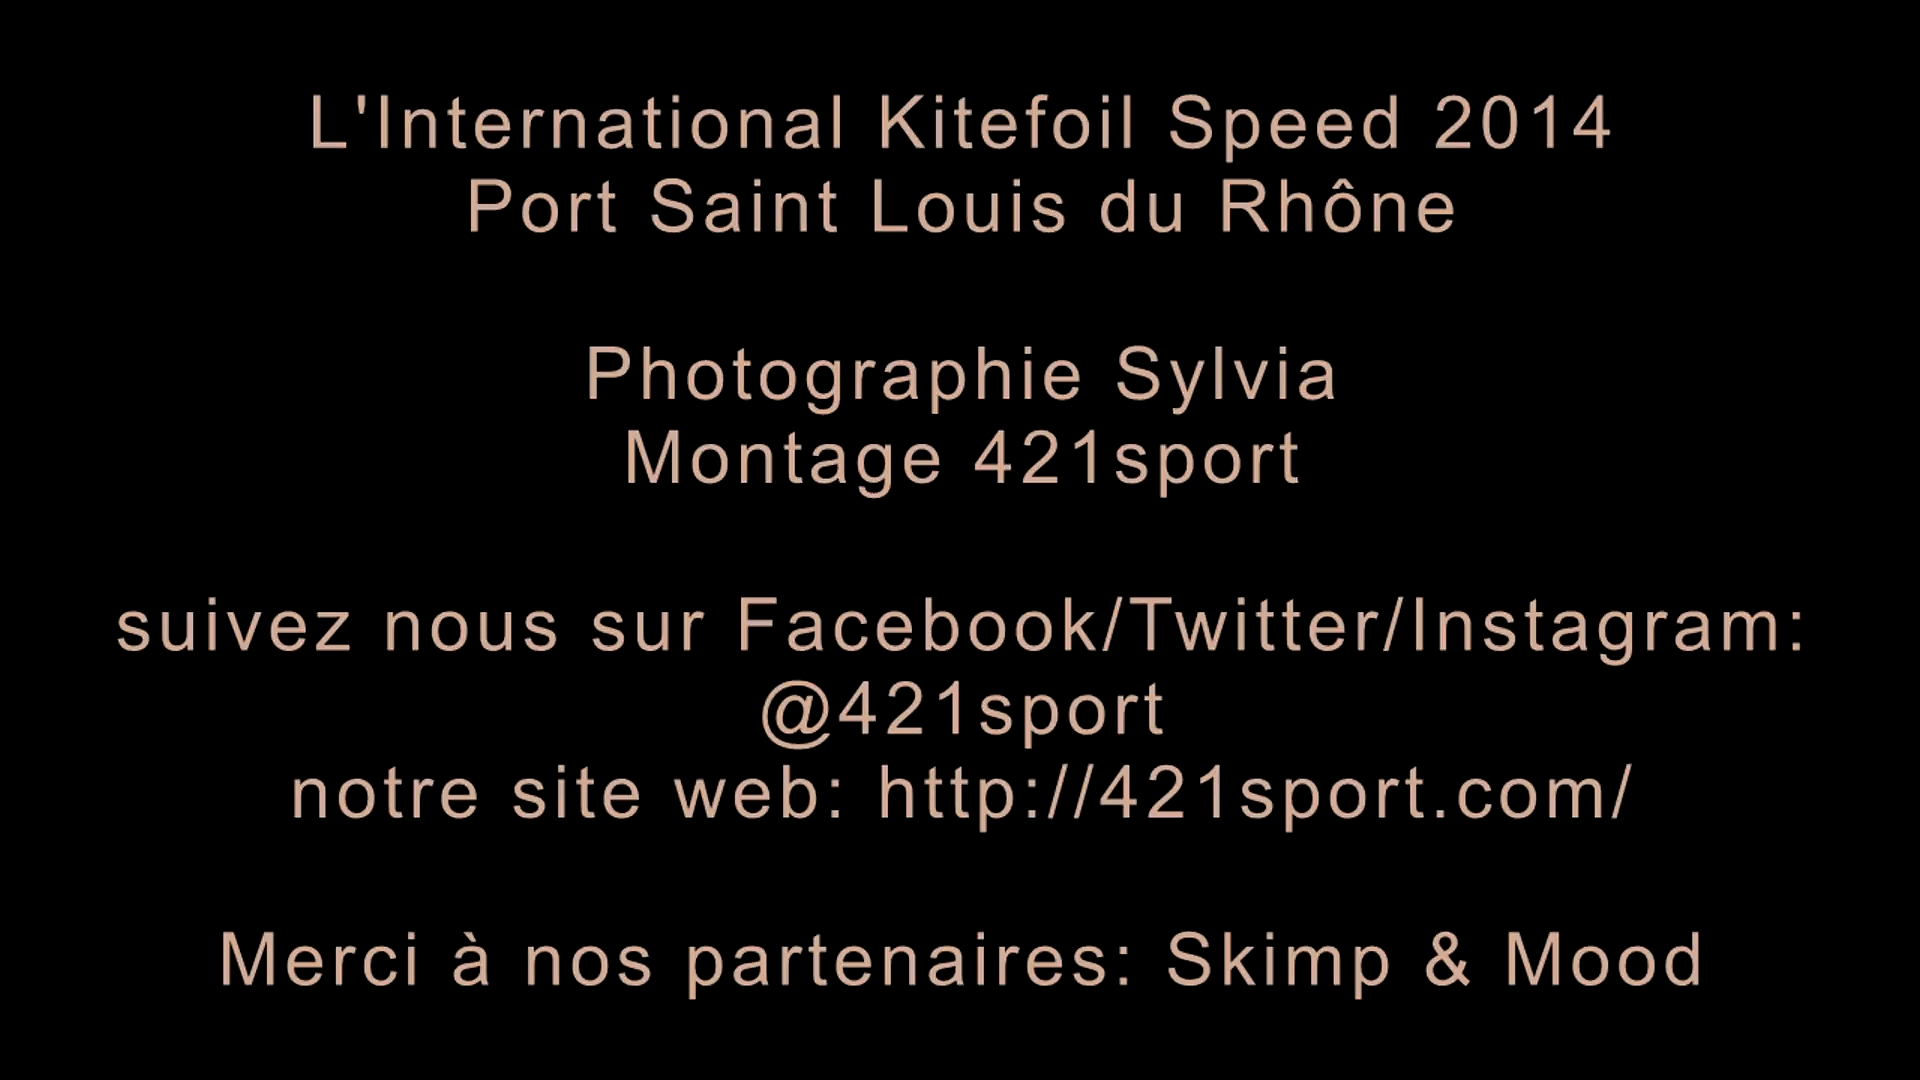 L'International Kitefoil Speed 2014
Port Saint Louis du Rhône
Photographie Sylvia
Montage 421sport
suivez nous sur Facebook/Twitter/Instagram:
@421sport
notre site web: http://421sport.com/
Merci à nos partenaires: Skimp & Mood